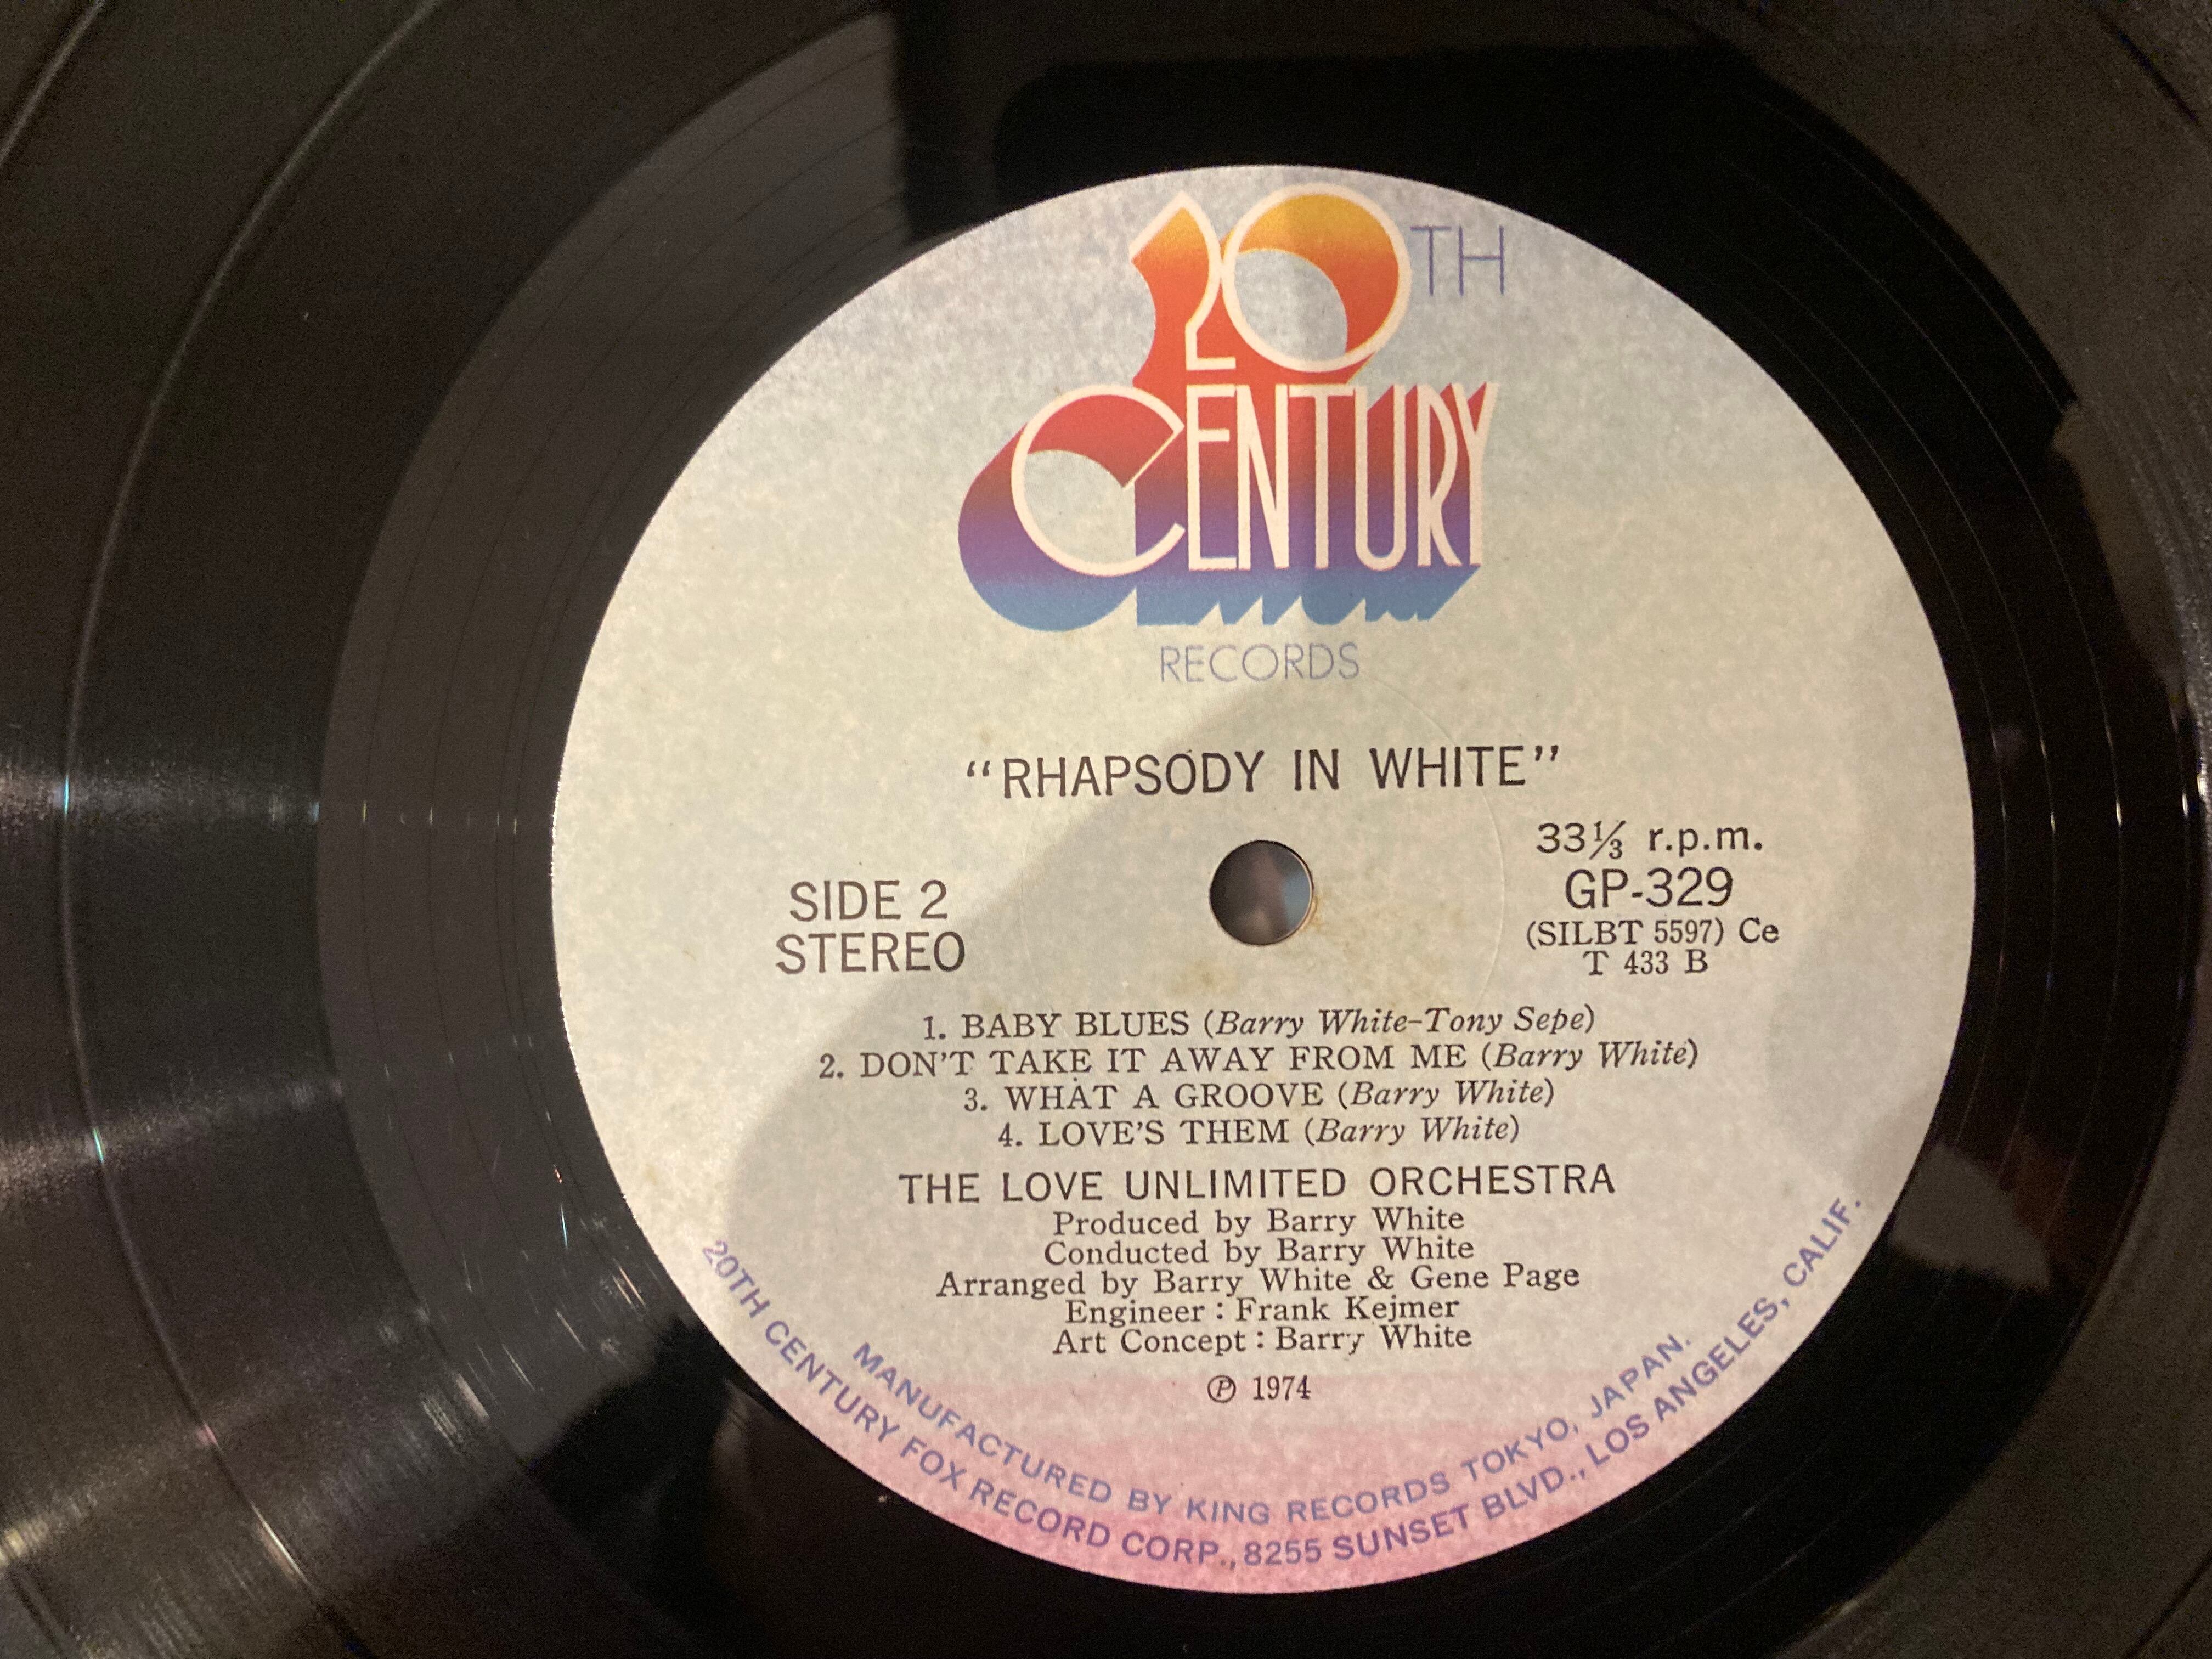 20TH
CENTURY
RECORDS
“RHAPSODY IN WHITE”
33⅓ r.p.m.
GP-329
(SILBT 5597) Ce
T 433 B
SIDE 2
STEREO
1. BABY BLUES (Barry White-Tony Sepe)
2. DON'T TAKE IT AWAY FROM ME (Barry White)
3. WHAT A GROOVE (Barry White)
4. LOVE'S THEM (Barry White)
THE LOVE UNLIMITED ORCHESTRA
Produced by Barry White
Conducted by Barry White
Arranged by Barry White & Gene Page
Engineer : Frank Kejmer
Art Concept : Barry White
℗ 1974
MANUFACTURED BY KING RECORDS TOKYO, JAPAN.
20TH CENTURY FOX RECORD CORP., 8255 SUNSET BLVD., LOS ANGELES, CALIF.